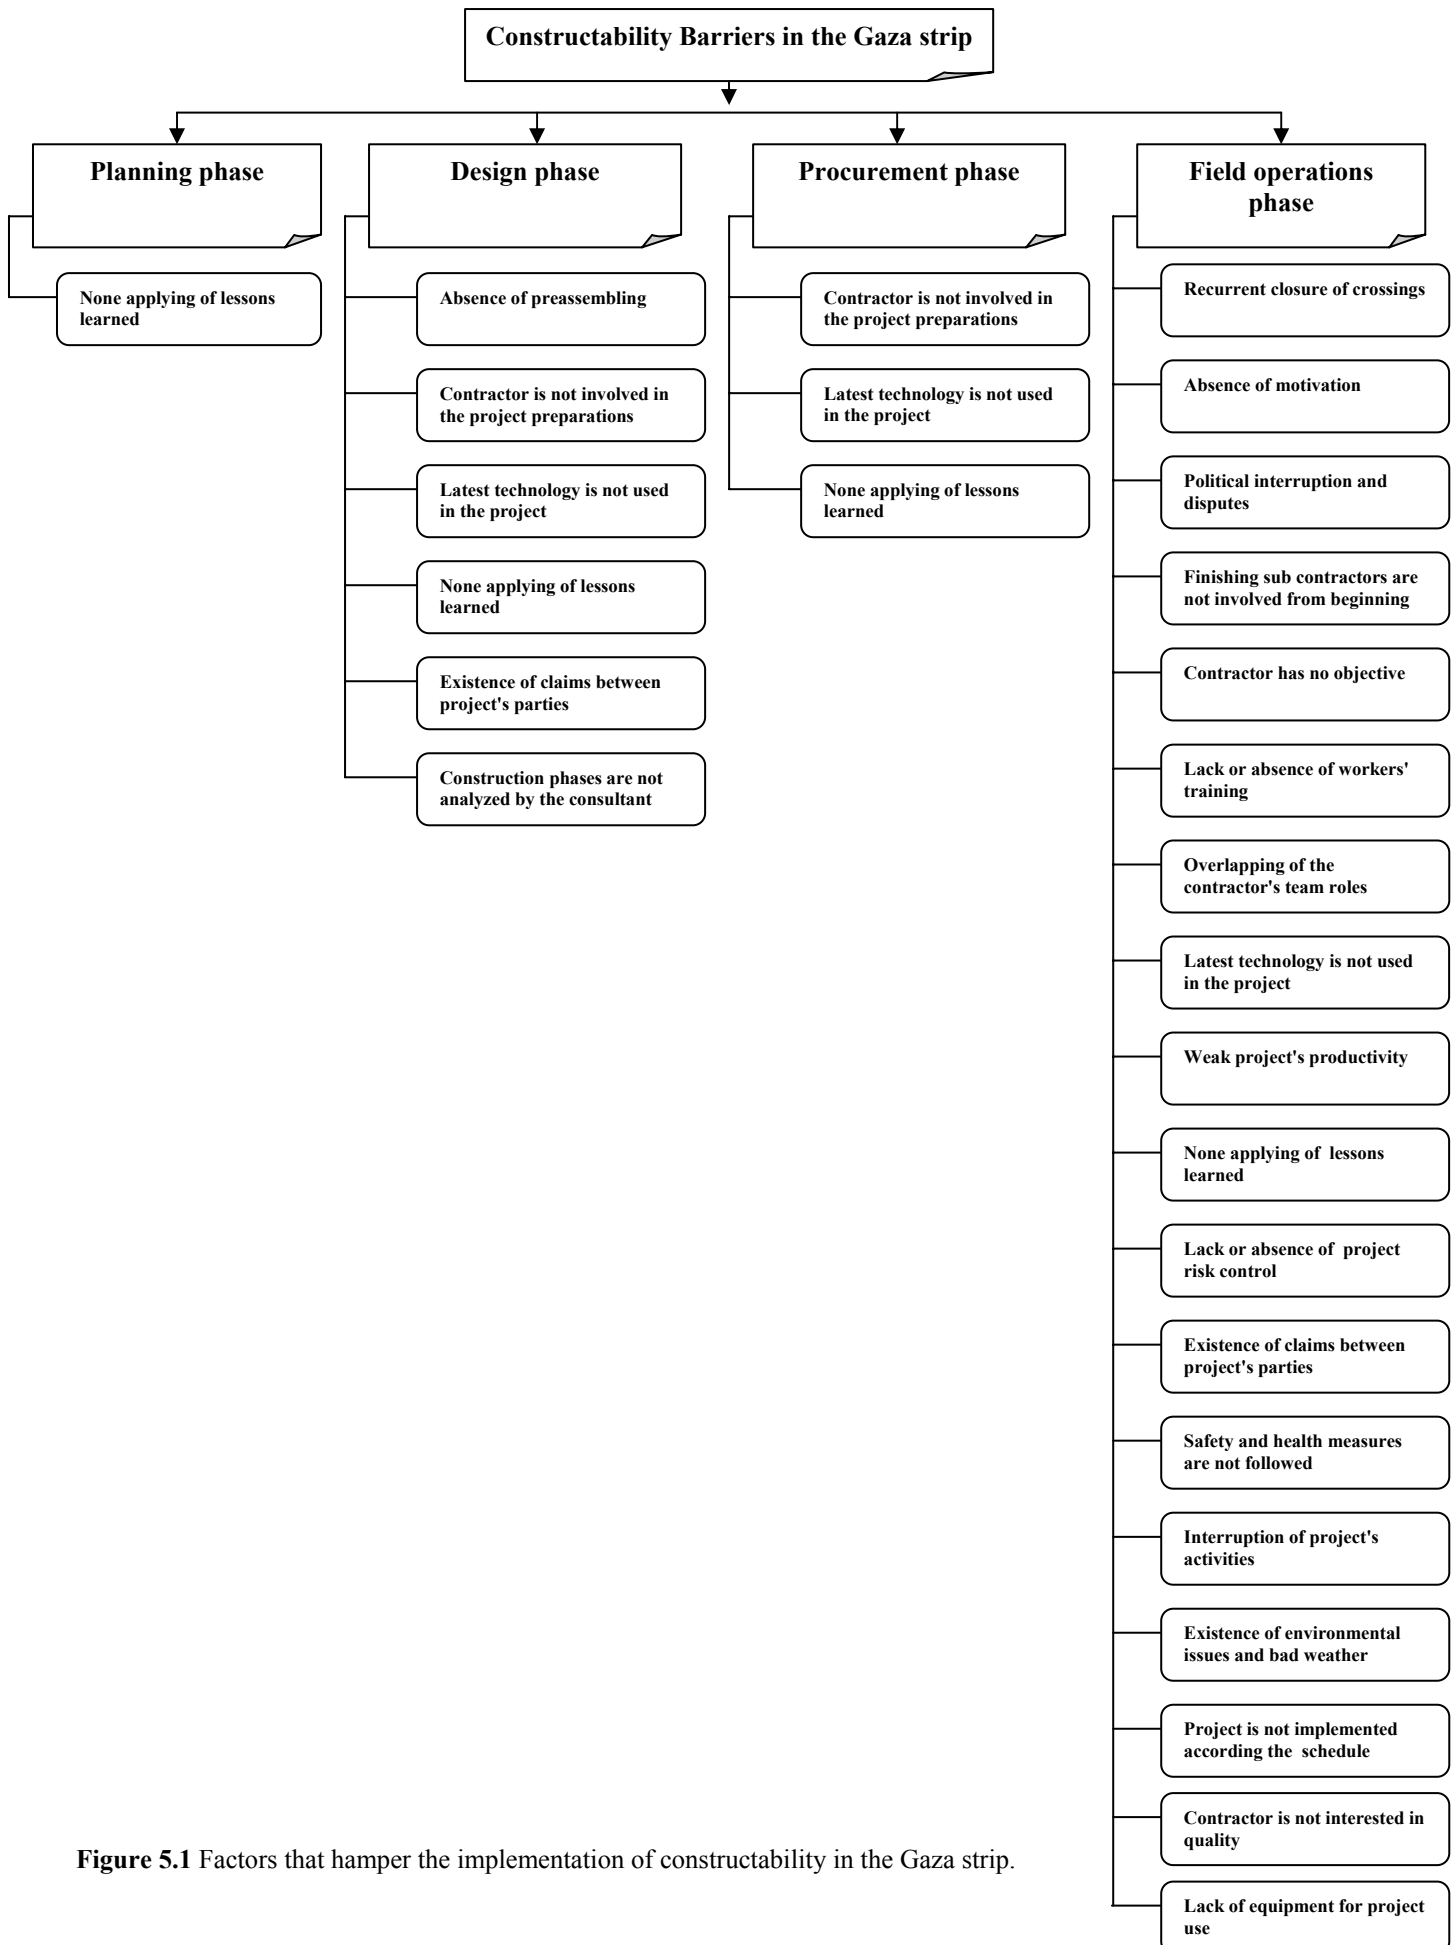 Constructability Barriers in the Gaza strip
Planning phase
None applying of lessons
learned
Design phase
Absence of preassembling
Contractor is not involved in
the project preparations
Latest technology is not used
in the project
None applying of lessons
learned
Existence of claims between
project's parties
Construction phases are not
analyzed by the consultant
Procurement phase
Contractor is not involved in
the project preparations
Latest technology is not used
in the project
None applying of lessons
learned
Field operations
phase
Recurrent closure of crossings
Absence of motivation
Political interruption and
disputes
Finishing sub contractors are
not involved from beginning
Contractor has no objective
Lack or absence of workers'
training
Overlapping of the
contractor's team roles
Latest technology is not used
in the project
Weak project's productivity
None applying of  lessons
learned
Lack or absence of  project
risk control
Existence of claims between
project's parties
Safety and health measures
are not followed
Interruption of project's
activities
Existence of environmental
issues and bad weather
Project is not implemented
according the  schedule
Contractor is not interested in
quality
Lack of equipment for project
use
Figure 5.1 Factors that hamper the implementation of constructability in the Gaza strip.